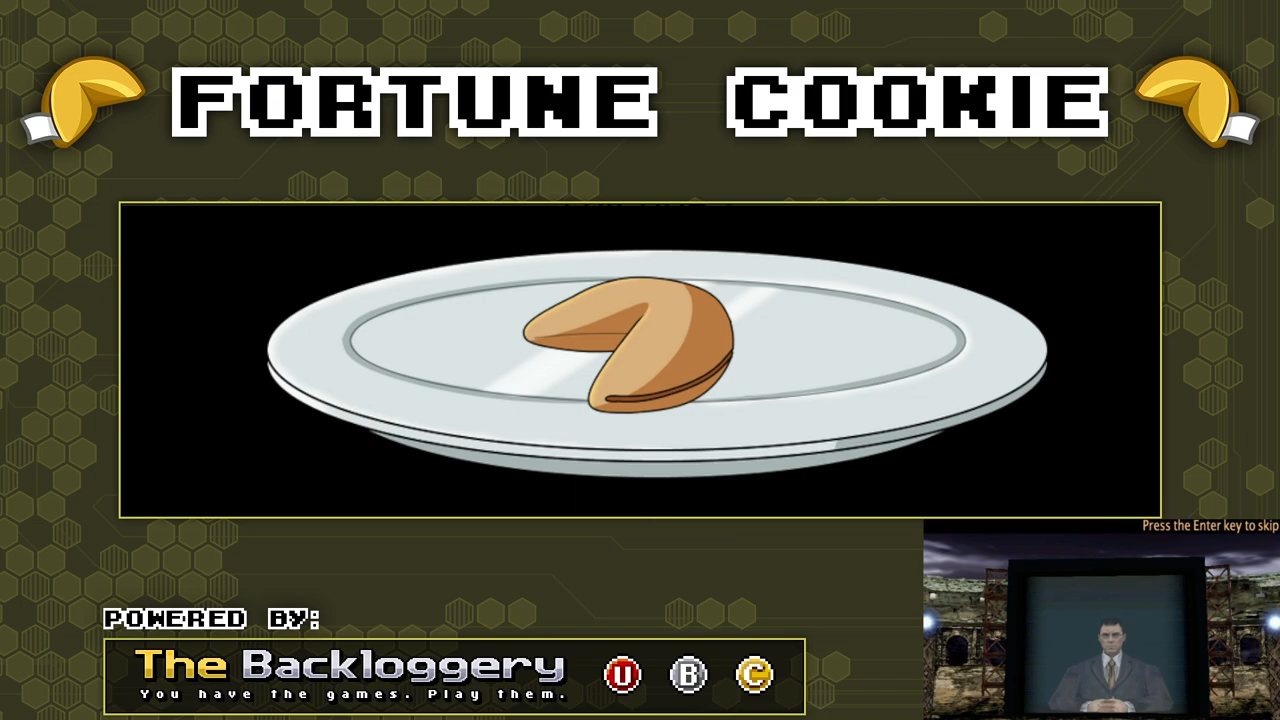 FORTUNE COOKIE
Press the Enter key to skip
POWERED BY:
The Backloggery
You have the games. Play them.
U B C